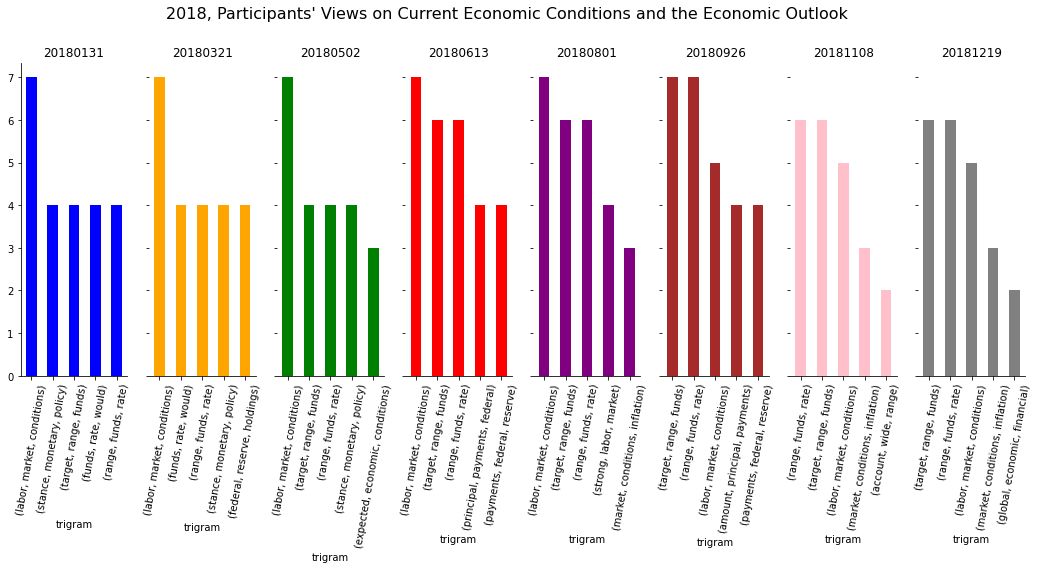 2018, Participants' Views on Current Economic Conditions and the Economic Outlook
20180131
20180321
20180502
20180613
20180801
20180926
20181108
20181219
7
6
5
4
3
2
1
0
(labor, market, conditions)
(stance, monetary, policy)
(target, range, funds)
(funds, rate, would)
(range, funds, rate)
trigram
(labor, market, conditions)
(funds, rate, would)
(range, funds, rate)
(stance, monetary, policy)
(federal, reserve, holdings)
trigram
(labor, market, conditions)
(target, range, funds)
(range, funds, rate)
(stance, monetary, policy)
(expected, economic, conditions)
trigram
(labor, market, conditions)
(target, range, funds)
(range, funds, rate)
(principal, payments, federal)
(payments, federal, reserve)
trigram
(labor, market, conditions)
(target, range, funds)
(range, funds, rate)
(strong, labor, market)
(market, conditions, inflation)
trigram
(target, range, funds)
(range, funds, rate)
(labor, market, conditions)
(amount, principal, payments)
(payments, federal, reserve)
trigram
(range, funds, rate)
(target, range, funds)
(labor, market, conditions)
(market, conditions, inflation)
(account, wide, range)
trigram
(target, range, funds)
(range, funds, rate)
(labor, market, conditions)
(market, conditions, inflation)
(global, economic, financial)
trigram